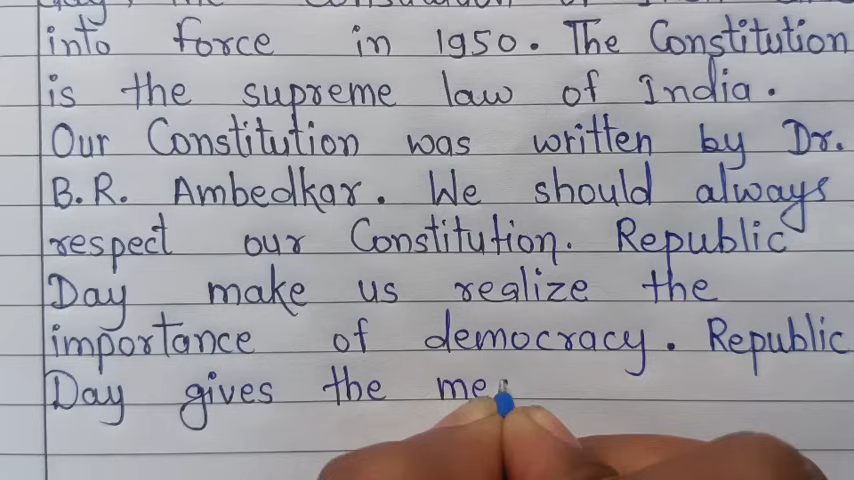 into force in 1950. The Constitution
is the supreme law of India.
Our Constitution was written by Dr.
B.R. Ambedkar. We should always
respect our Constitution. Republic
Day make us realize the
importance of democracy. Republic
Day gives the me